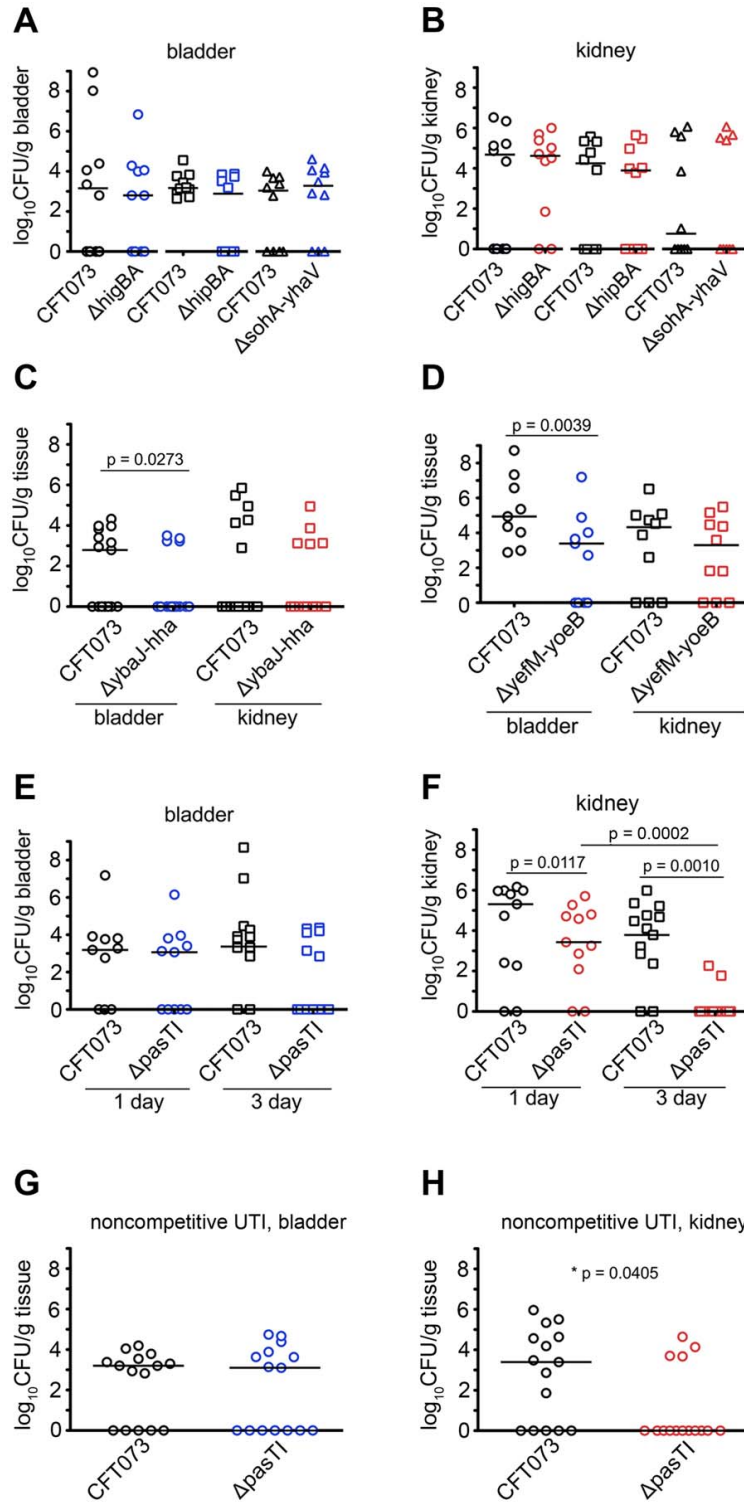 A
bladder
log10CFU/g bladder
8
6
4
2
0
CFT073
ΔhigBA
CFT073
ΔhipBA
CFT073
ΔsohA-yhaV
B
kidney
log10CFU/g kidney
8
6
4
2
0
CFT073
ΔhigBA
CFT073
ΔhipBA
CFT073
ΔsohA-yhaV
C
log10CFU/g tissue
8
6
4
2
0
p = 0.0273
CFT073
ΔybaJ-hha
CFT073
ΔybaJ-hha
bladder
kidney
D
log10CFU/g tissue
8
6
4
2
0
p = 0.0039
CFT073
ΔyefM-yoeB
CFT073
ΔyefM-yoeB
bladder
kidney
E
bladder
log10CFU/g bladder
8
6
4
2
0
CFT073
ΔpasTI
CFT073
ΔpasTI
1 day
3 day
F
kidney
log10CFU/g kidney
8
6
4
2
0
p = 0.0002
p = 0.0117
p = 0.0010
CFT073
ΔpasTI
CFT073
ΔpasTI
1 day
3 day
G
noncompetitive UTI, bladder
log10CFU/g tissue
8
6
4
2
0
CFT073
ΔpasTI
H
noncompetitive UTI, kidney
log10CFU/g tissue
8
6
4
2
0
* p = 0.0405
CFT073
ΔpasTI